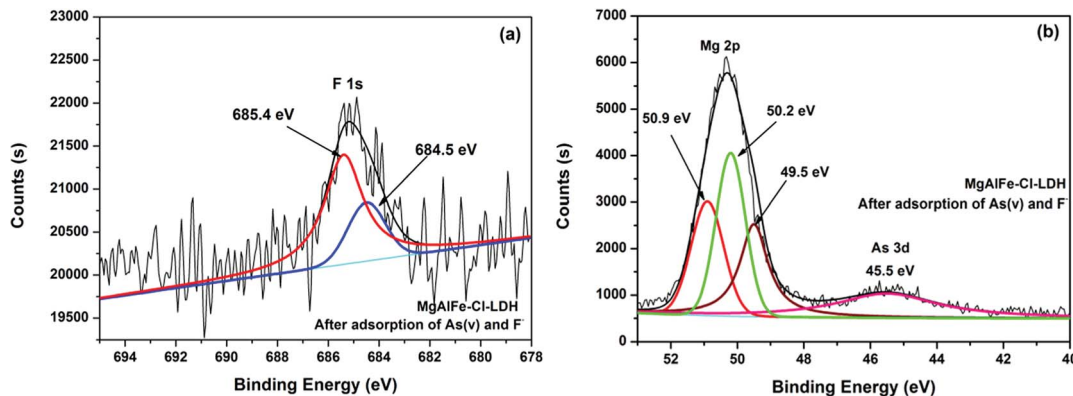 (a)
23000
22500
22000
21500
21000
20500
20000
19500
Counts (s)
F 1s
685.4 eV
684.5 eV
MgAlFe-Cl-LDH
After adsorption of As(v) and F-
694 692 690 688 686 684 682 680 678
Binding Energy (eV)
(b)
7000
6000
5000
4000
3000
2000
1000
0
Counts (s)
Mg 2p
50.9 eV
50.2 eV
49.5 eV
MgAlFe-Cl-LDH
After adsorption of As(v) and F-
As 3d
45.5 eV
52 50 48 46 44 42 40
Binding Energy (eV)